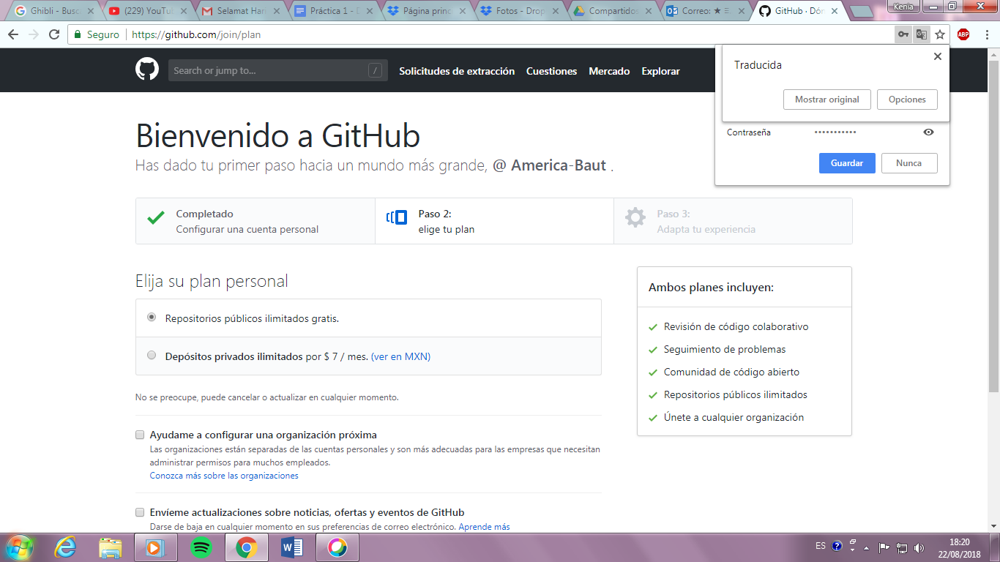 Ghibli - Busc
(229) YouTub
Selamat Hari
Práctica 1 - D
Página princ
Fotos - Drop
Compartidos
Correo: ★ Ξ
GitHub · Dón
Kenia
Seguro
https://github.com/join/plan
ABP
Search or jump to...
/
Solicitudes de extracción
Cuestiones
Mercado
Explorar
Traducida
Mostrar original
Opciones
Contraseña
•••••••••••
Guardar
Nunca
Bienvenido a GitHub
Has dado tu primer paso hacia un mundo más grande, @ America-Baut .
Completado
Configurar una cuenta personal
Paso 2:
elige tu plan
Paso 3:
Adapta tu experiencia
Elija su plan personal
Repositorios públicos ilimitados gratis.
Depósitos privados ilimitados por $ 7 / mes. (ver en MXN)
No se preocupe, puede cancelar o actualizar en cualquier momento.
Ayudame a configurar una organización próxima
Las organizaciones están separadas de las cuentas personales y son más adecuadas para las empresas que necesitan
administrar permisos para muchos empleados.
Conozca más sobre las organizaciones
Envíeme actualizaciones sobre noticias, ofertas y eventos de GitHub
Darse de baja en cualquier momento en sus preferencias de correo electrónico. Aprende más
Ambos planes incluyen:
Revisión de código colaborativo
Seguimiento de problemas
Comunidad de código abierto
Repositorios públicos ilimitados
Únete a cualquier organización
ES
18:20
22/08/2018